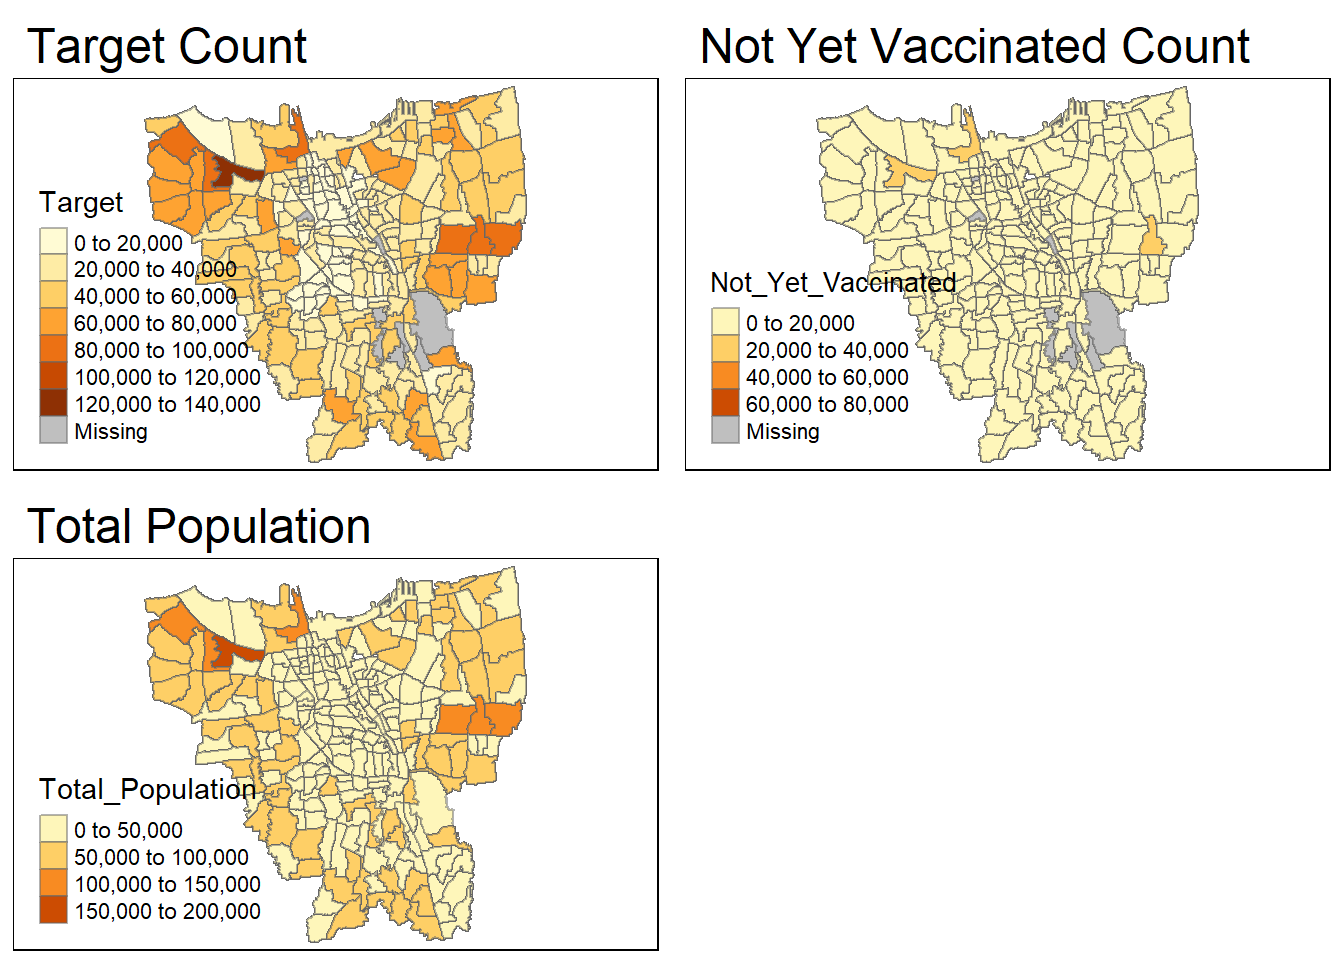 Target Count
Target
0 to 20,000
20,000 to 40,000
40,000 to 60,000
60,000 to 80,000
80,000 to 100,000
100,000 to 120,000
120,000 to 140,000
Missing
Not Yet Vaccinated Count
Not_Yet_Vaccinated
0 to 20,000
20,000 to 40,000
40,000 to 60,000
60,000 to 80,000
Missing
Total Population
Total_Population
0 to 50,000
50,000 to 100,000
100,000 to 150,000
150,000 to 200,000